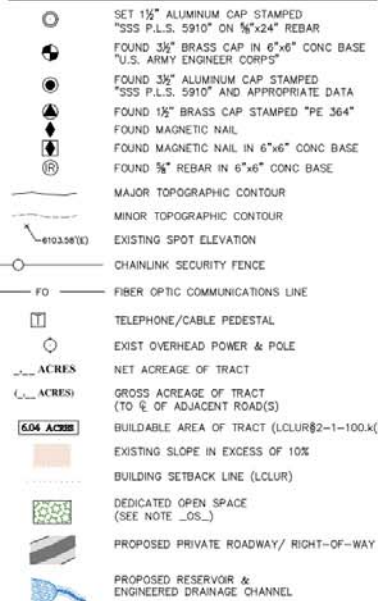 SET 1½" ALUMINUM CAP STAMPED
"SSS P.L.S. 5910" ON ⅝"x24" REBAR
FOUND 3½" BRASS CAP IN 6"x6" CONC BASE
"U.S. ARMY ENGINEER CORPS"
FOUND 3½" ALUMINUM CAP STAMPED
"SSS P.L.S. 5910" AND APPROPRIATE DATA
FOUND 1½" BRASS CAP STAMPED "PE 364"
FOUND MAGNETIC NAIL
FOUND MAGNETIC NAIL IN 6"x6" CONC BASE
IR FOUND ⅝" REBAR IN 6"x6" CONC BASE
MAJOR TOPOGRAPHIC CONTOUR
MINOR TOPOGRAPHIC CONTOUR
6103.58'(E) EXISTING SPOT ELEVATION
CHAINLINK SECURITY FENCE
FO FIBER OPTIC COMMUNICATIONS LINE
T TELEPHONE/CABLE PEDESTAL
EXIST OVERHEAD POWER & POLE
_.__ ACRES NET ACREAGE OF TRACT
(_.__ ACRES) GROSS ACREAGE OF TRACT
(TO ℄ OF ADJACENT ROAD(S)
6.04 ACRES BUILDABLE AREA OF TRACT (LCLUR§2-1-100.k(
EXISTING SLOPE IN EXCESS OF 10%
BUILDING SETBACK LINE (LCLUR)
DEDICATED OPEN SPACE
(SEE NOTE _OS_)
PROPOSED PRIVATE ROADWAY/ RIGHT-OF-WAY
PROPOSED RESERVOIR &
ENGINEERED DRAINAGE CHANNEL